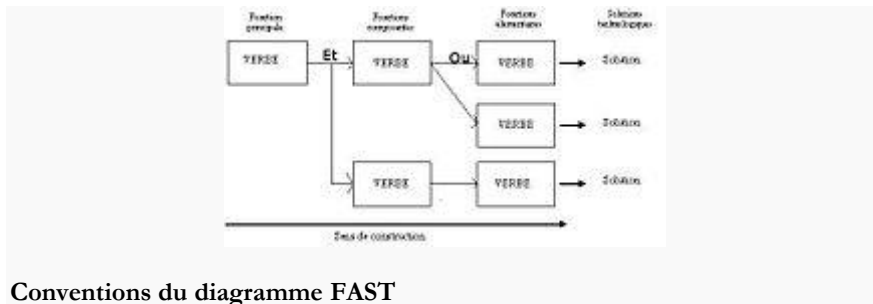 Fonction Fonctions Fonctions Solutions
principale composantes élémentaires technologiques
VERBE Et VERBE Ou VERBE Solution
VERBE Solution
VERBE VERBE Solution
Sens de construction
Conventions du diagramme FAST